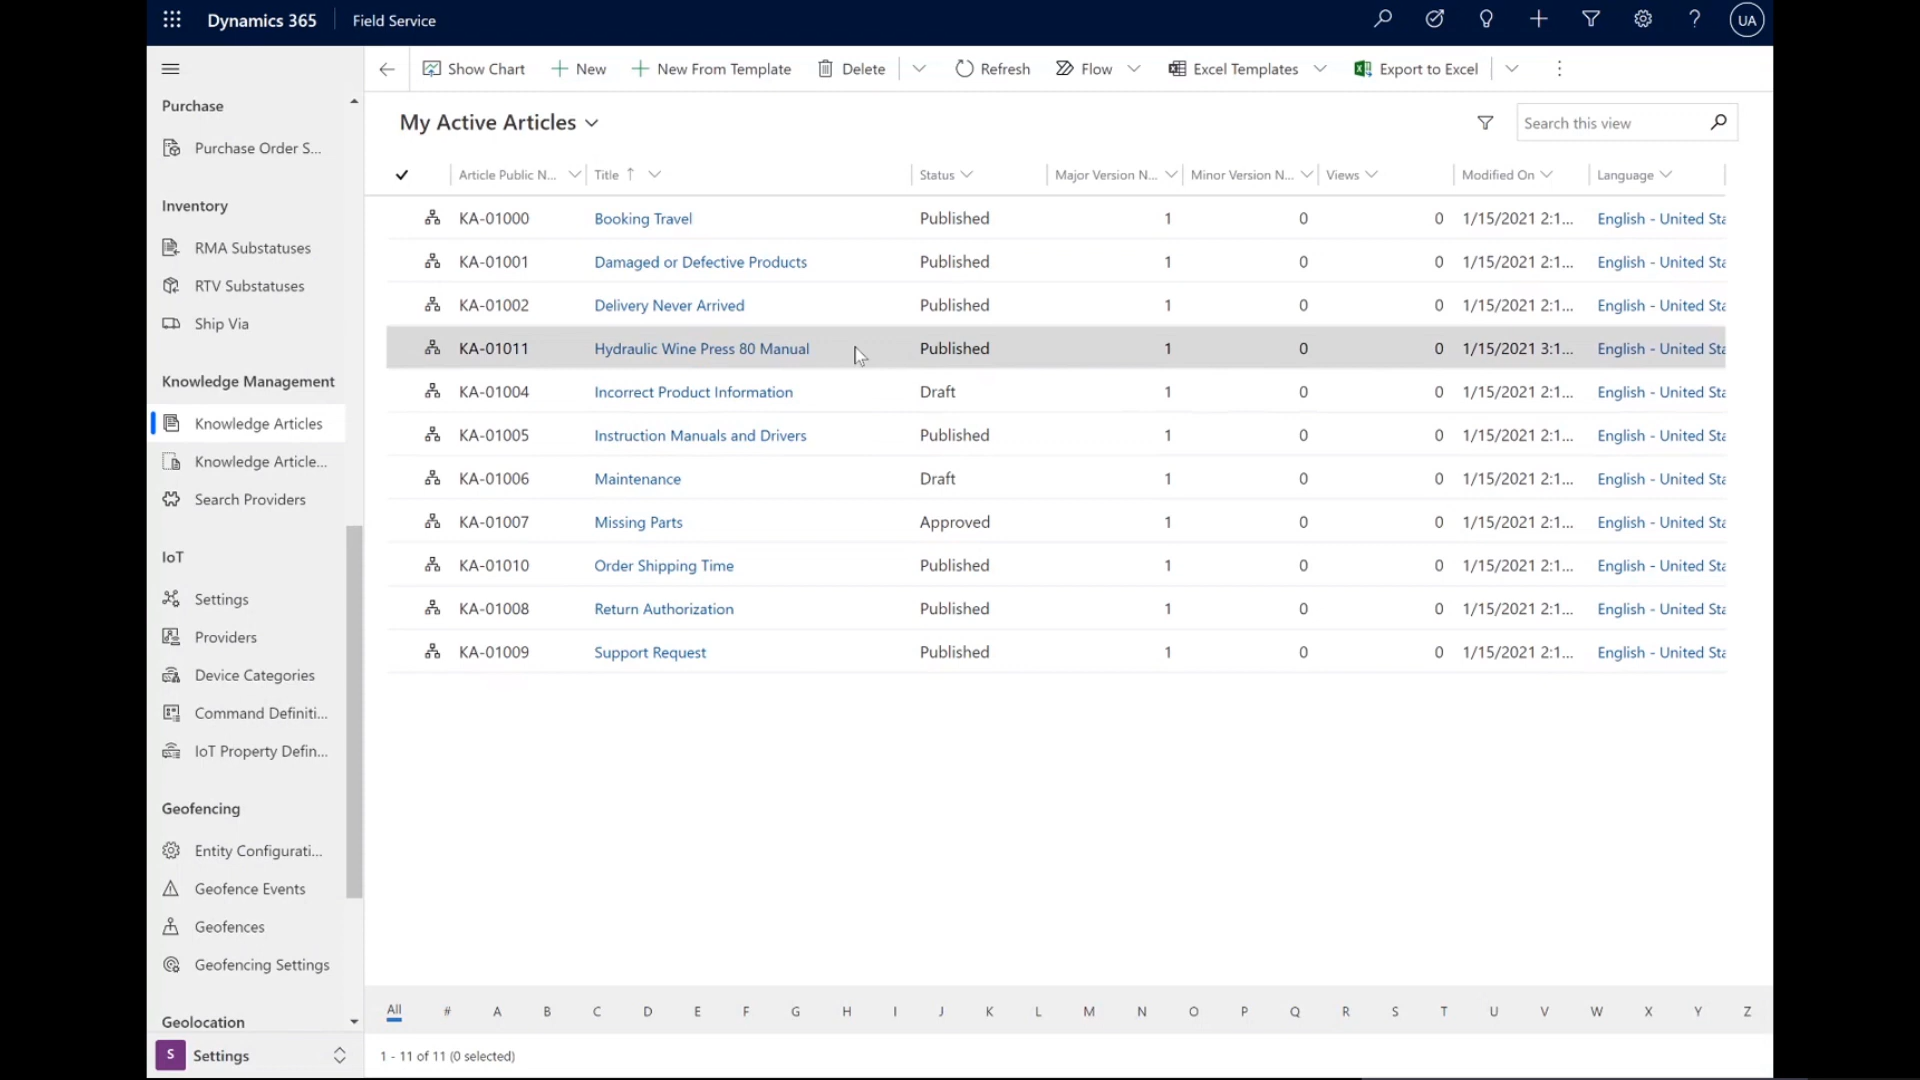 Dynamics 365 Field Service UA
Show Chart New New From Template Delete Refresh Flow Excel Templates Export to Excel
Purchase
Purchase Order S...
Inventory
RMA Substatuses
RTV Substatuses
Ship Via
Knowledge Management
Knowledge Articles
Knowledge Article...
Search Providers
IoT
Settings
Providers
Device Categories
Command Definiti...
IoT Property Defin...
Geofencing
Entity Configurati...
Geofence Events
Geofences
Geofencing Settings
Geolocation
S Settings
My Active Articles Search this view
Article Public N... Title Status Major Version N... Minor Version N... Views Modified On Language
KA-01000 Booking Travel Published 1 0 0 1/15/2021 2:1... English - United Sta
KA-01001 Damaged or Defective Products Published 1 0 0 1/15/2021 2:1... English - United Sta
KA-01002 Delivery Never Arrived Published 1 0 0 1/15/2021 2:1... English - United Sta
KA-01011 Hydraulic Wine Press 80 Manual Published 1 0 0 1/15/2021 3:1... English - United Sta
KA-01004 Incorrect Product Information Draft 1 0 0 1/15/2021 2:1... English - United Sta
KA-01005 Instruction Manuals and Drivers Published 1 0 0 1/15/2021 2:1... English - United Sta
KA-01006 Maintenance Draft 1 0 0 1/15/2021 2:1... English - United Sta
KA-01007 Missing Parts Approved 1 0 0 1/15/2021 2:1... English - United Sta
KA-01010 Order Shipping Time Published 1 0 0 1/15/2021 2:1... English - United Sta
KA-01008 Return Authorization Published 1 0 0 1/15/2021 2:1... English - United Sta
KA-01009 Support Request Published 1 0 0 1/15/2021 2:1... English - United Sta
All # A B C D E F G H I J K L M N O P Q R S T U V W X Y Z
1 - 11 of 11 (0 selected)